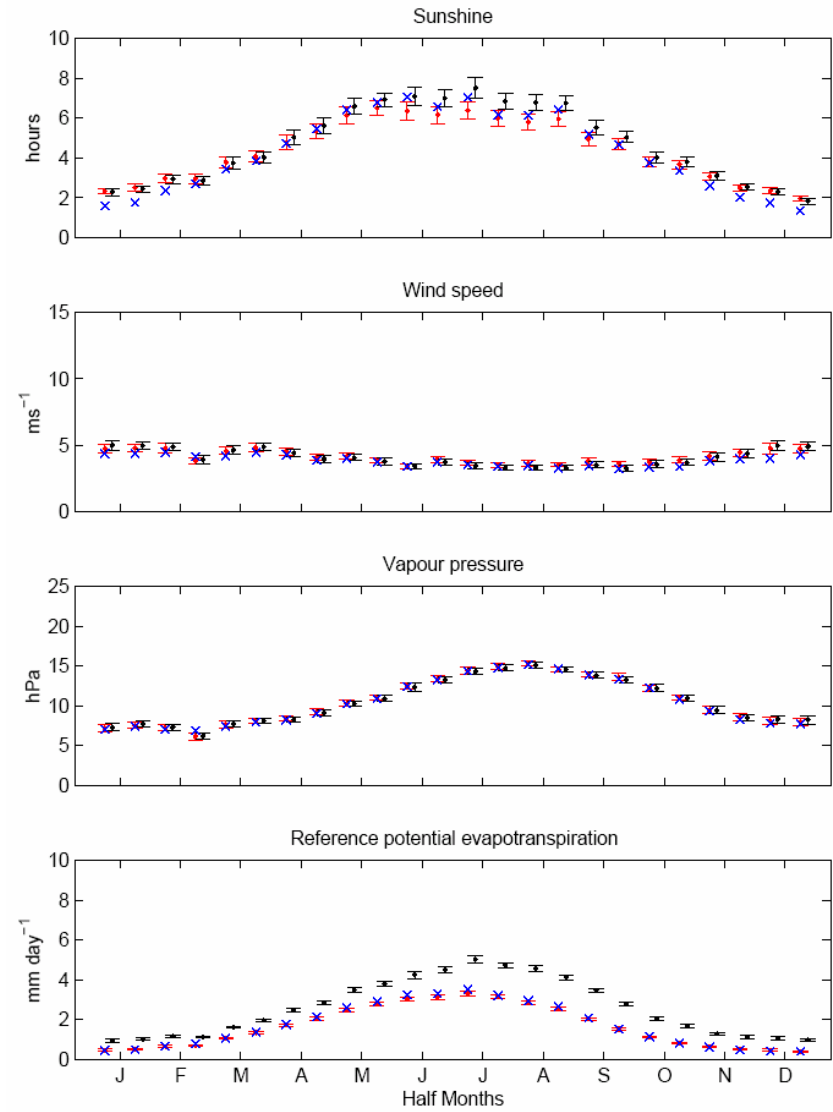 Sunshine
10
8
6
4
2
0
hours
Wind speed
15
10
5
0
ms⁻¹
Vapour pressure
25
20
15
10
5
0
hPa
Reference potential evapotranspiration
10
8
6
4
2
0
mm day⁻¹
J F M A M J J A S O N D
Half Months